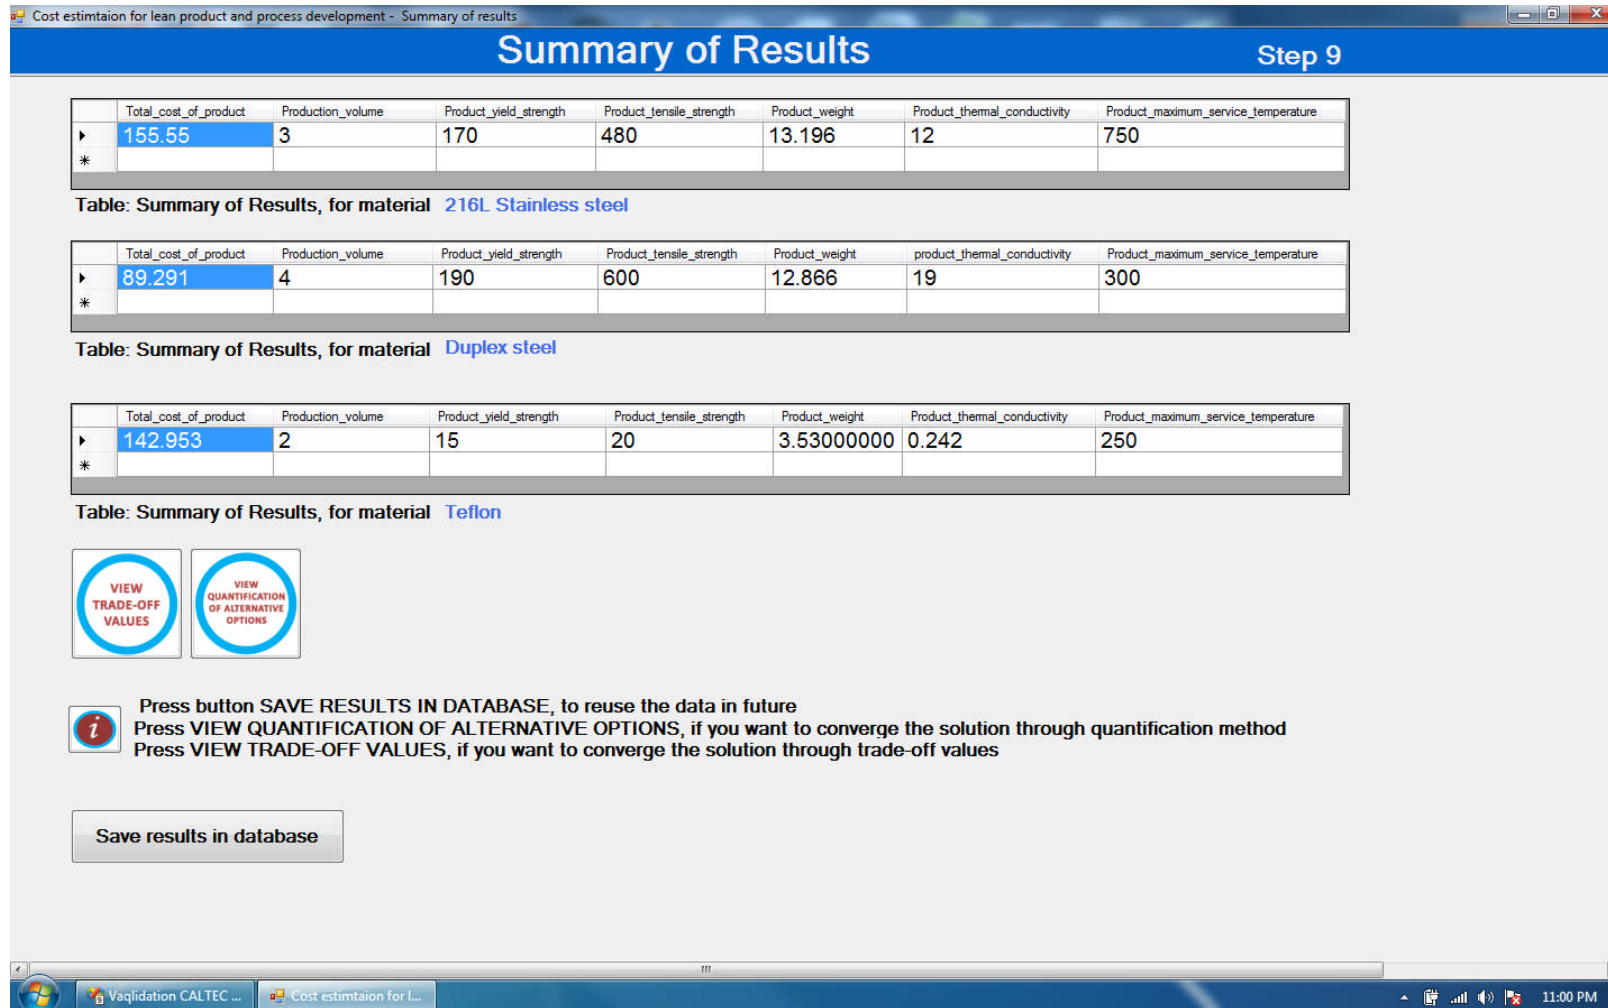 Cost estimtaion for lean product and process development - Summary of results
Summary of Results Step 9
Total_cost_of_product Production_volume Product_yield_strength Product_tensile_strength Product_weight Product_thermal_conductivity Product_maximum_service_temperature
155.55 3 170 480 13.196 12 750
Table: Summary of Results, for material 216L Stainless steel
Total_cost_of_product Production_volume Product_yield_strength Product_tensile_strength Product_weight product_thermal_conductivity Product_maximum_service_temperature
89.291 4 190 600 12.866 19 300
Table: Summary of Results, for material Duplex steel
Total_cost_of_product Production_volume Product_yield_strength Product_tensile_strength Product_weight Product_thermal_conductivity Product_maximum_service_temperature
142.953 2 15 20 3.53000000 0.242 250
Table: Summary of Results, for material Teflon
VIEW
TRADE-OFF
VALUES
VIEW
QUANTIFICATION
OF ALTERNATIVE
OPTIONS
i
Press button SAVE RESULTS IN DATABASE, to reuse the data in future
Press VIEW QUANTIFICATION OF ALTERNATIVE OPTIONS, if you want to converge the solution through quantification method
Press VIEW TRADE-OFF VALUES, if you want to converge the solution through trade-off values
Save results in database
Vaqlidation CALTEC ... Cost estimtaion for l... 11:00 PM